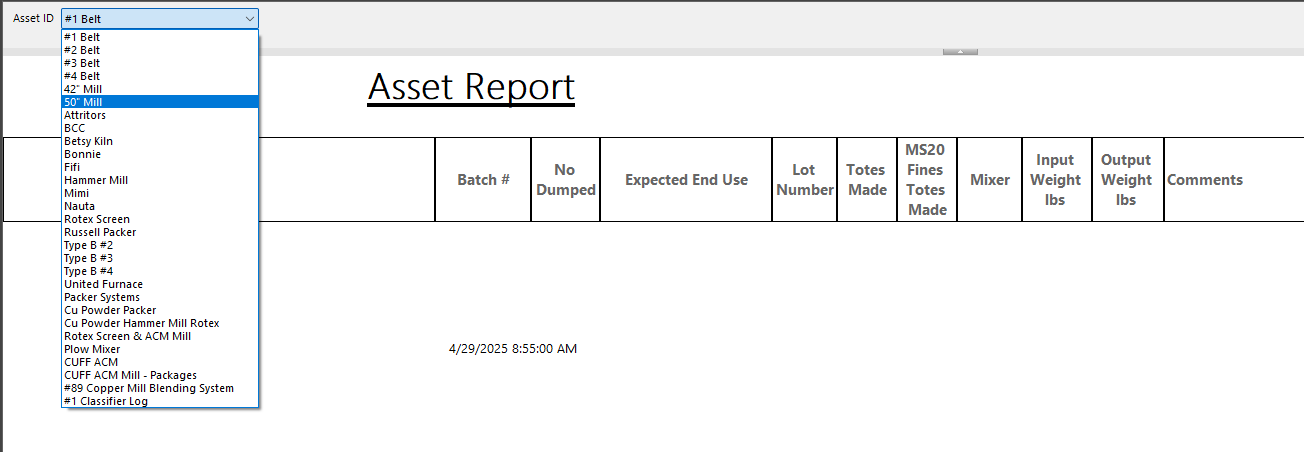 Asset ID #1 Belt
#1 Belt
#2 Belt
#3 Belt
#4 Belt
42" Mill
50" Mill
Attritors
BCC
Betsy Kiln
Bonnie
Fifi
Hammer Mill
Mimi
Nauta
Rotex Screen
Russell Packer
Type B #2
Type B #3
Type B #4
United Furnace
Packer Systems
Cu Powder Packer
Cu Powder Hammer Mill Rotex
Rotex Screen & ACM Mill
Plow Mixer
CUFF ACM
CUFF ACM Mill - Packages
#89 Copper Mill Blending System
#1 Classifier Log
Asset Report
Batch #
No
Dumped
Expected End Use
Lot
Number
Totes
Made
MS20
Fines
Totes
Made
Mixer
Input
Weight
lbs
Output
Weight
lbs
Comments
4/29/2025 8:55:00 AM